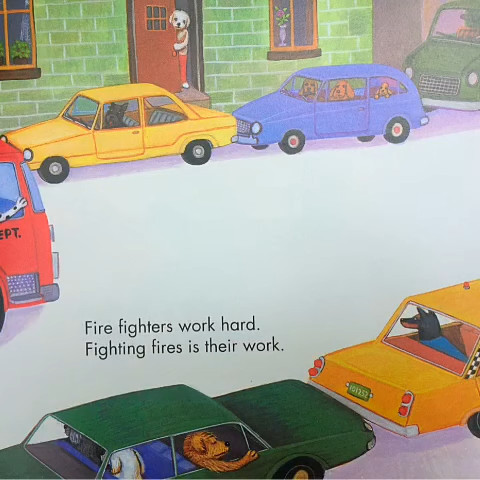 EPT.
Fire fighters work hard.
Fighting fires is their work.